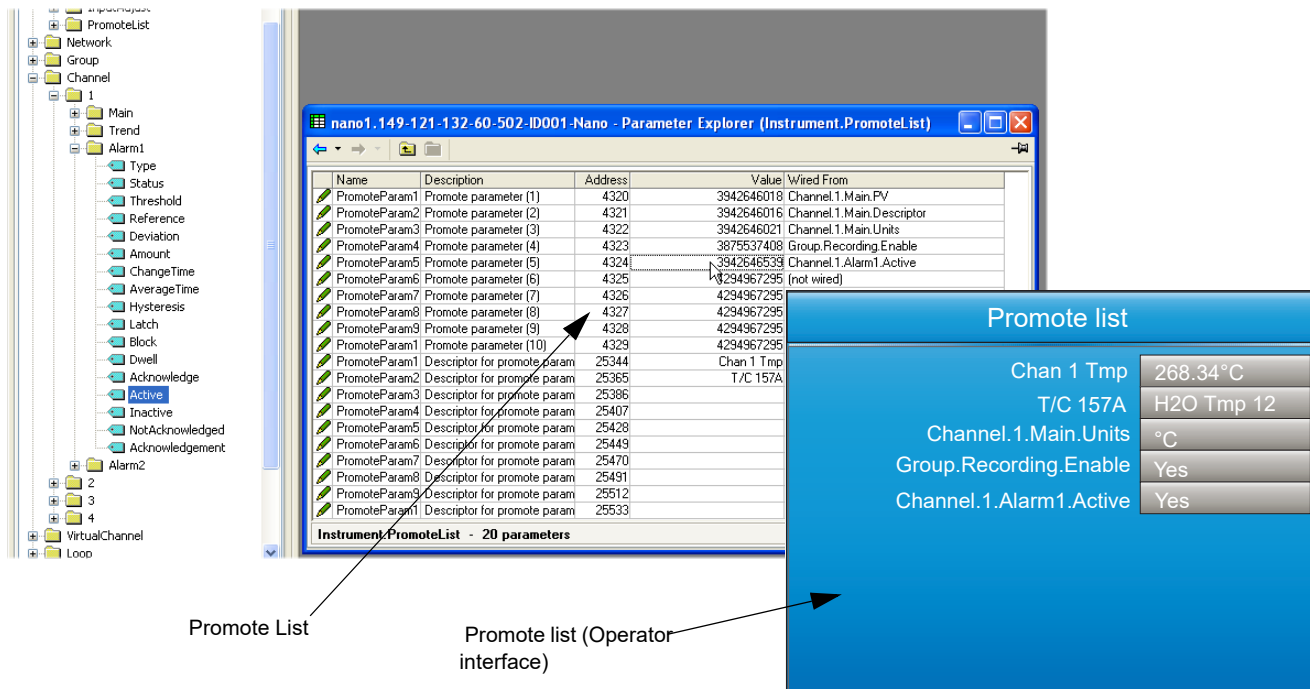 InputAdjust
PromoteList
Network
Group
Channel
1
Main
Trend
Alarm1
Type
Status
Threshold
Reference
Deviation
Amount
ChangeTime
AverageTime
Hysteresis
Latch
Block
Dwell
Acknowledge
Active
Inactive
NotAcknowledged
Acknowledgement
Alarm2
2
3
4
VirtualChannel
Loop
nano1.149-121-132-60-502-ID001-Nano - Parameter Explorer (Instrument.PromoteList)
Name Description Address Value Wired From
PromoteParam1 Promote parameter (1) 4320 3942646018 Channel.1.Main.PV
PromoteParam2 Promote parameter (2) 4321 3942646016 Channel.1.Main.Descriptor
PromoteParam3 Promote parameter (3) 4322 3942646021 Channel.1.Main.Units
PromoteParam4 Promote parameter (4) 4323 3875537408 Group.Recording.Enable
PromoteParam5 Promote parameter (5) 4324 3942646539 Channel.1.Alarm1.Active
PromoteParam6 Promote parameter (6) 4325 4294967295 (not wired)
PromoteParam7 Promote parameter (7) 4326 4294967295
PromoteParam8 Promote parameter (8) 4327 4294967295
PromoteParam9 Promote parameter (9) 4328 4294967295
PromoteParam1 Promote parameter (10) 4329 4294967295
PromoteParam1 Descriptor for promote param 25344 Chan 1 Tmp
PromoteParam2 Descriptor for promote param 25365 T/C 157A
PromoteParam3 Descriptor for promote param 25386
PromoteParam4 Descriptor for promote param 25407
PromoteParam5 Descriptor for promote param 25428
PromoteParam6 Descriptor for promote param 25449
PromoteParam7 Descriptor for promote param 25470
PromoteParam8 Descriptor for promote param 25491
PromoteParam9 Descriptor for promote param 25512
PromoteParam1 Descriptor for promote param 25533
Instrument.PromoteList - 20 parameters
Promote list
Chan 1 Tmp 268.34°C
T/C 157A H2O Tmp 12
Channel.1.Main.Units °C
Group.Recording.Enable Yes
Channel.1.Alarm1.Active Yes
Promote List
Promote list (Operator
interface)